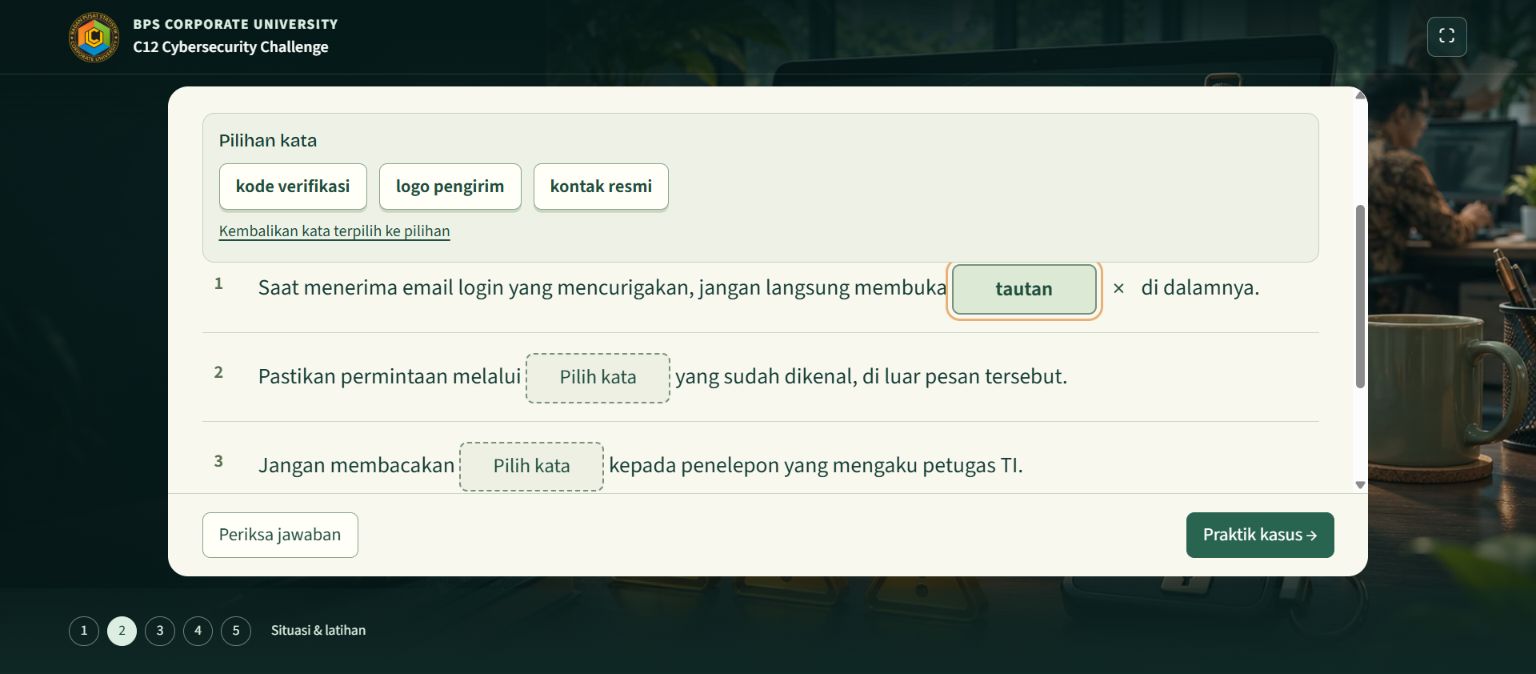 BPS CORPORATE UNIVERSITY
C12 Cybersecurity Challenge
Pilihan kata
kode verifikasi logo pengirim kontak resmi
Kembalikan kata terpilih ke pilihan
1 Saat menerima email login yang mencurigakan, jangan langsung membuka tautan × di dalamnya.
2 Pastikan permintaan melalui Pilih kata yang sudah dikenal, di luar pesan tersebut.
3 Jangan membacakan Pilih kata kepada penelepon yang mengaku petugas TI.
Periksa jawaban Praktik kasus →
1 2 3 4 5 Situasi & latihan